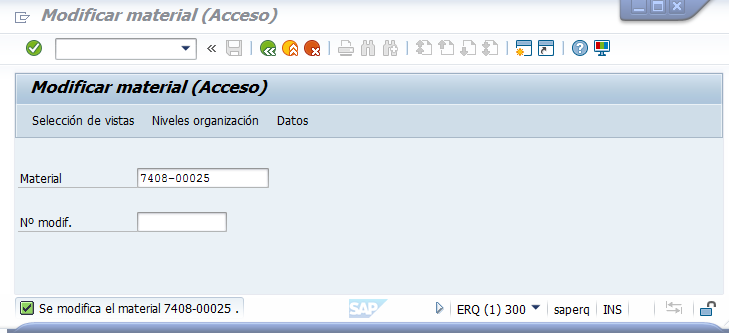 Modificar material (Acceso)
Modificar material (Acceso)
Selección de vistas Niveles organización Datos
Material 7408-00025
Nº modif.
Se modifica el material 7408-00025 . SAP ERQ (1) 300 saperq INS